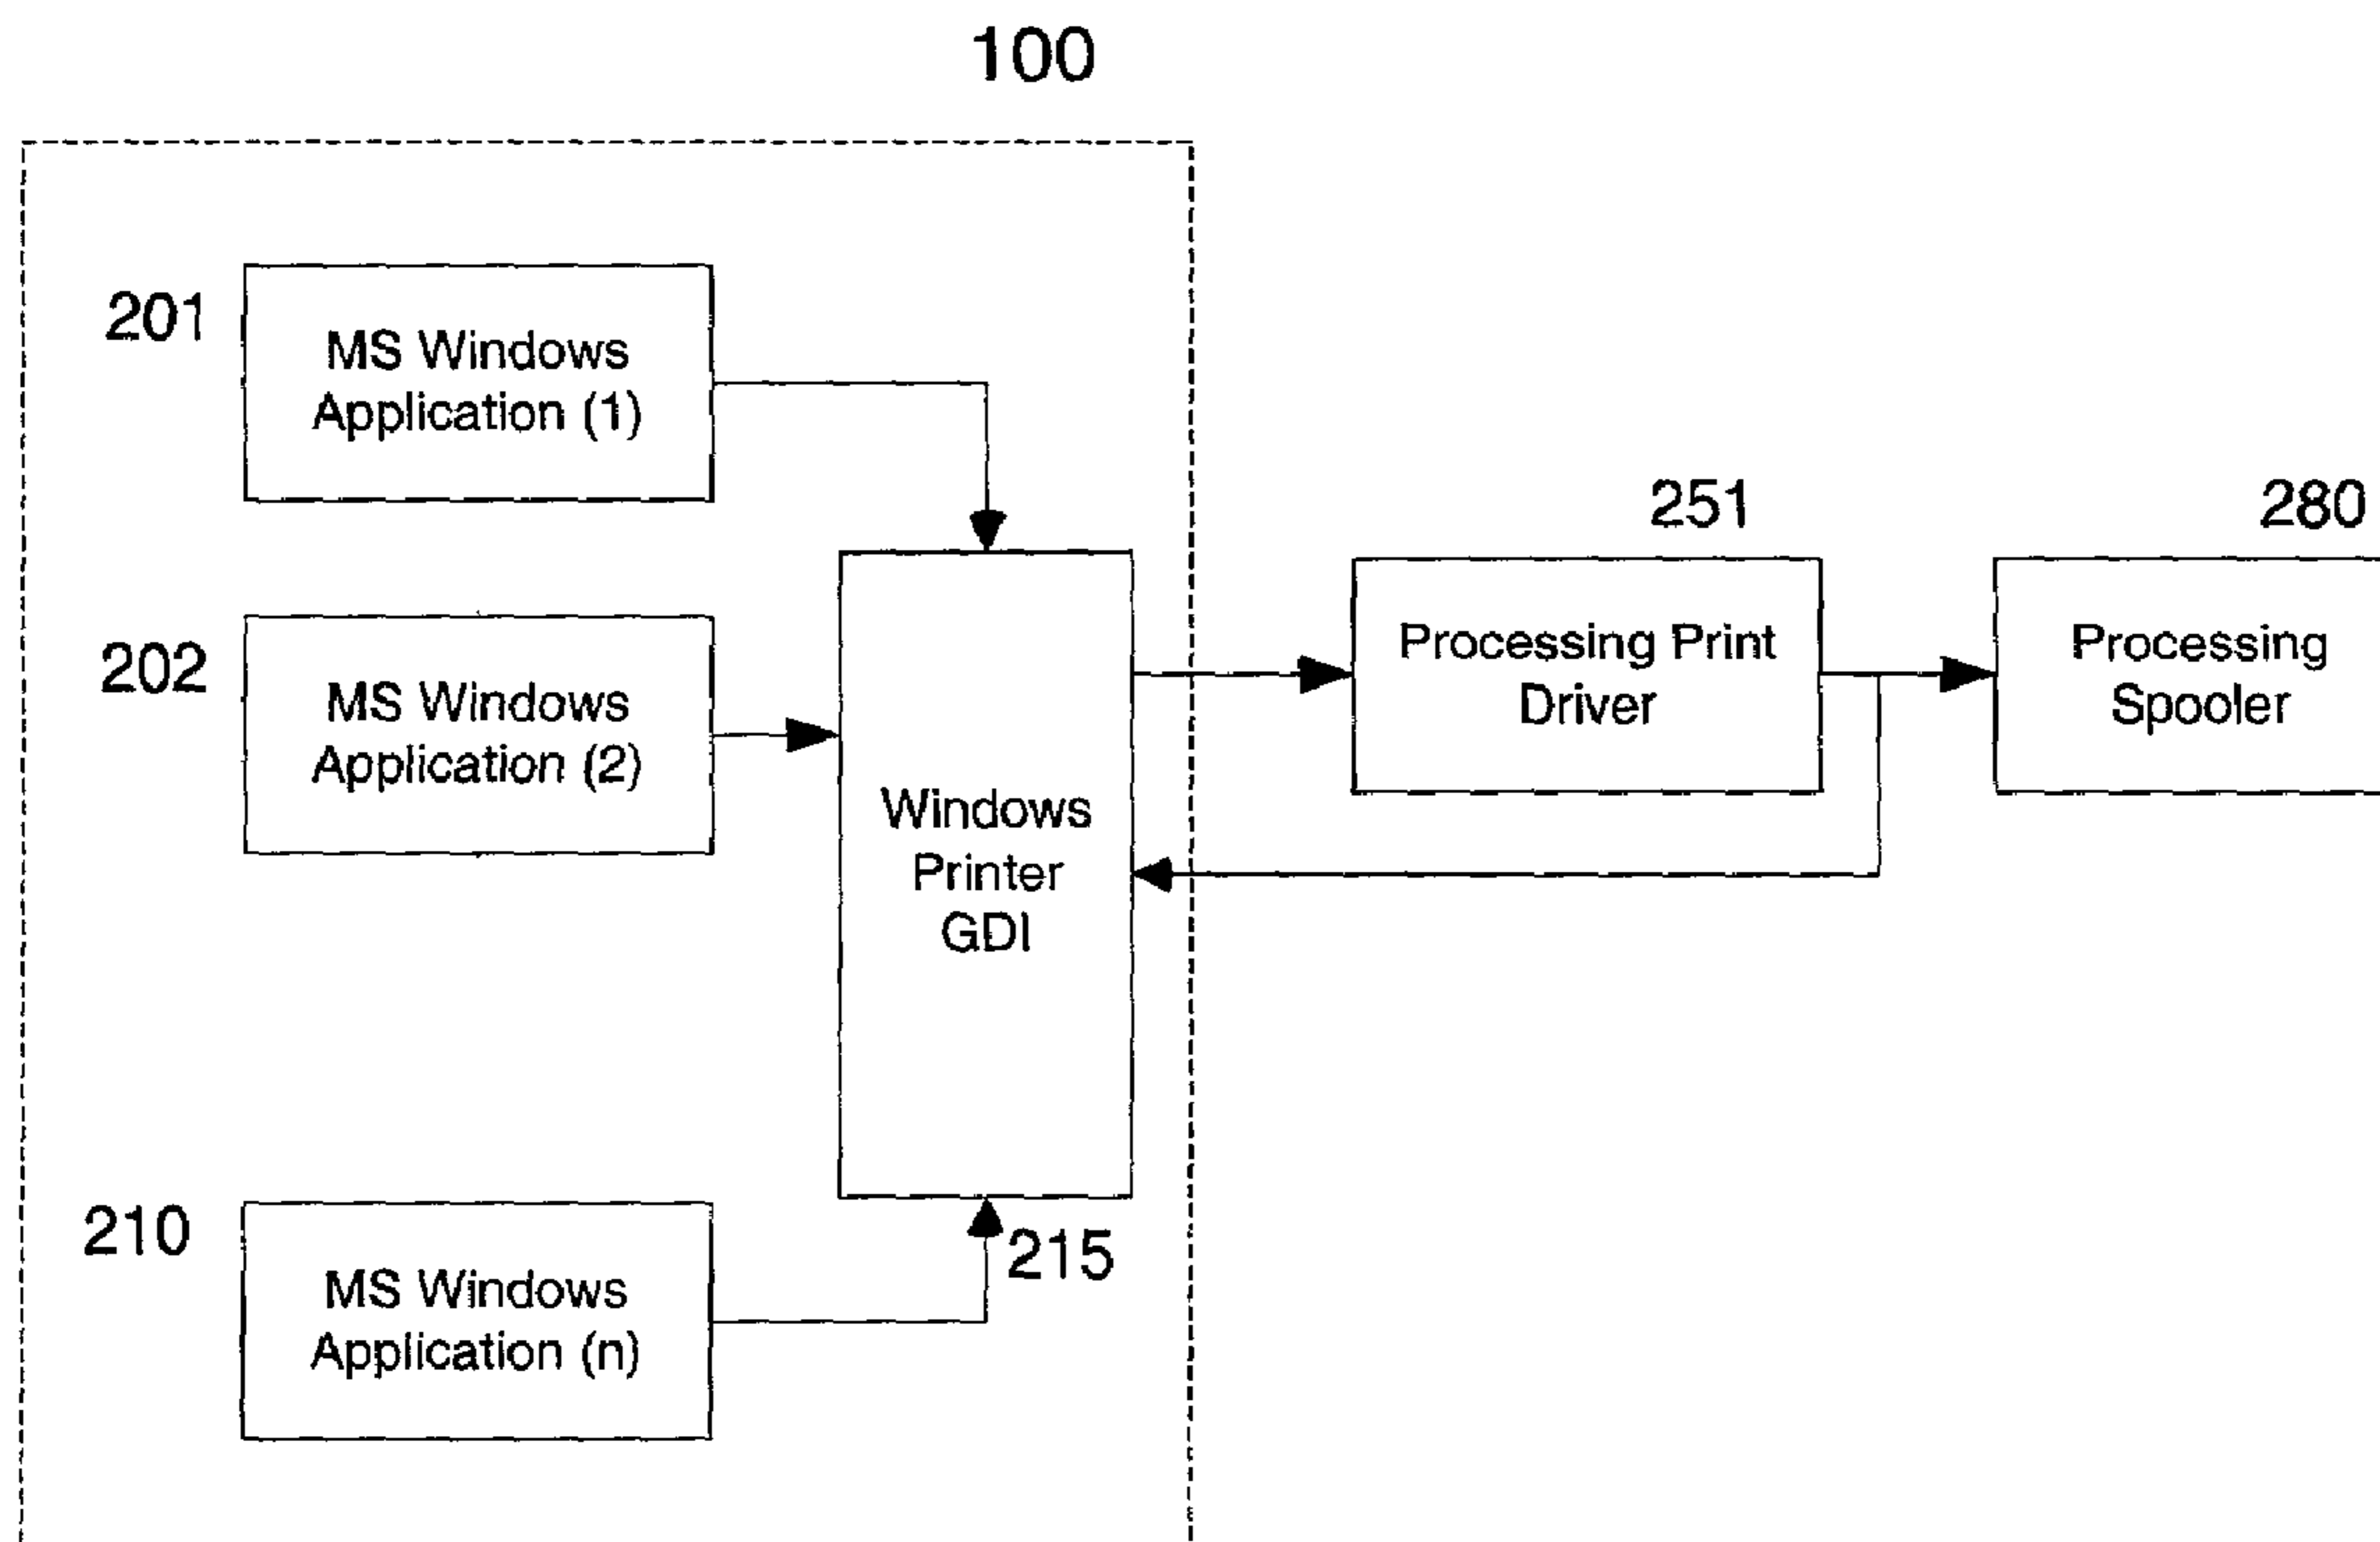 100
201
MS Windows
Application (1)
251
280
202
MS Windows
Application (2)
Processing Print
Driver
Processing
Spooler
Windows
Printer
GDI
210
215
MS Windows
Application (n)